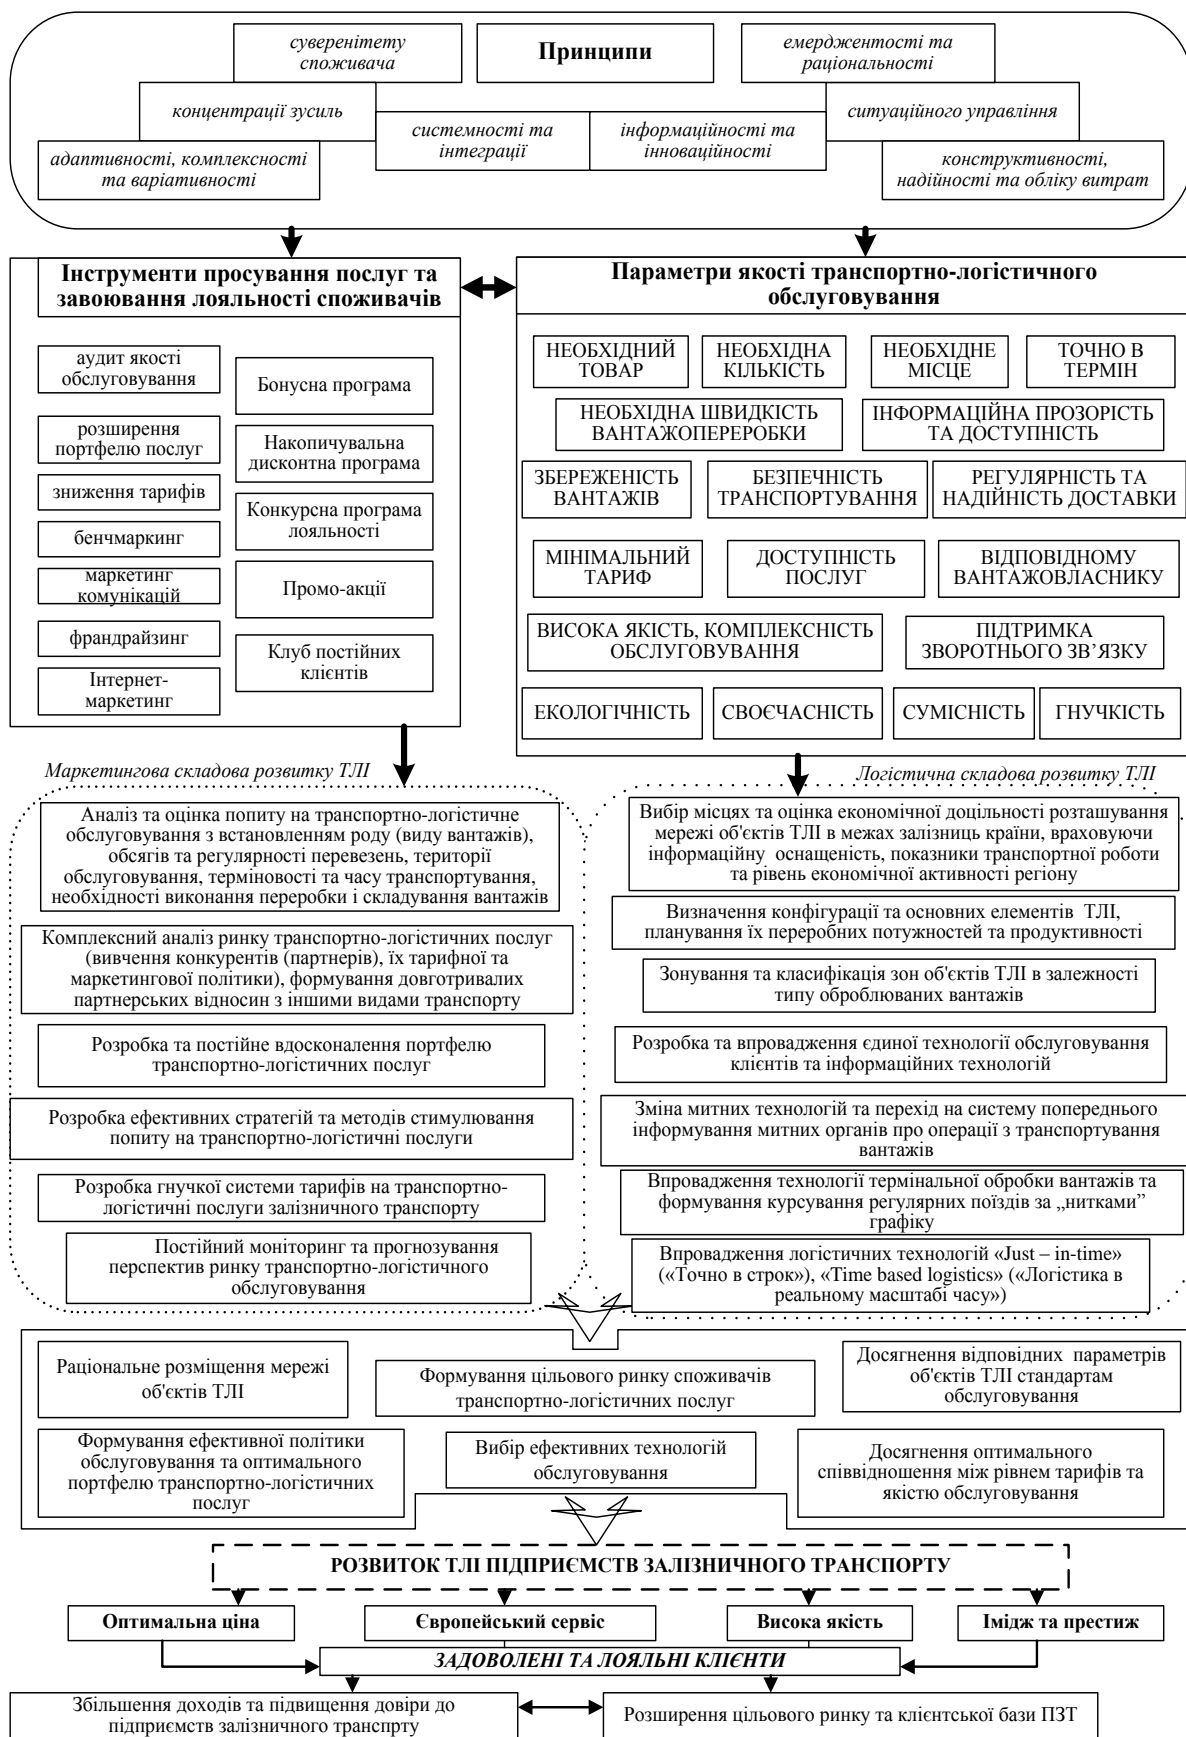 суверенітету
споживача
Принципи
емерджентості та
раціональності
концентрації зусиль
ситуаційного управління
системності та
інтеграції
інформаційності та
інноваційності
адаптивності, комплексності
та варіативності
конструктивності,
надійності та обліку витрат
Інструменти просування послуг та
завоювання лояльності споживачів
аудит якості
обслуговування
розширення
портфелю послуг
зниження тарифів
бенчмаркинг
маркетинг
комунікацій
франдрайзинг
Інтернет-
маркетинг
Бонусна програма
Накопичувальна
дисконтна програма
Конкурсна програма
лояльності
Промо-акції
Клуб постійних
клієнтів
Параметри якості транспортно-логістичного
обслуговування
НЕОБХІДНИЙ
ТОВАР
НЕОБХІДНА
КІЛЬКІСТЬ
НЕОБХІДНЕ
МІСЦЕ
ТОЧНО В
ТЕРМІН
НЕОБХІДНА ШВИДКІСТЬ
ВАНТАЖОПЕРЕРОБКИ
ІНФОРМАЦІЙНА ПРОЗОРІСТЬ
ТА ДОСТУПНІСТЬ
ЗБЕРЕЖЕНІСТЬ
ВАНТАЖІВ
БЕЗПЕЧНІСТЬ
ТРАНСПОРТУВАННЯ
РЕГУЛЯРНІСТЬ ТА
НАДІЙНІСТЬ ДОСТАВКИ
МІНІМАЛЬНИЙ
ТАРИФ
ДОСТУПНІСТЬ
ПОСЛУГ
ВІДПОВІДНОМУ
ВАНТАЖОВЛАСНИКУ
ВИСОКА ЯКІСТЬ, КОМПЛЕКСНІСТЬ
ОБСЛУГОВУВАННЯ
ПІДТРИМКА
ЗВОРОТНЬОГО ЗВ’ЯЗКУ
ЕКОЛОГІЧНІСТЬ
СВОЄЧАСНІСТЬ
СУМІСНІСТЬ
ГНУЧКІСТЬ
Маркетингова складова розвитку ТЛІ
Аналіз та оцінка попиту на транспортно-логістичне
обслуговування з встановленням роду (виду вантажів),
обсягів та регулярності перевезень, території
обслуговування, терміновості та часу транспортування,
необхідності виконання переробки і складування вантажів
Комплексний аналіз ринку транспортно-логістичних послуг
(вивчення конкурентів (партнерів), їх тарифної та
маркетингової політики), формування довготривалих
партнерських відносин з іншими видами транспорту
Розробка та постійне вдосконалення портфелю
транспортно-логістичних послуг
Розробка ефективних стратегій та методів стимулювання
попиту на транспортно-логістичні послуги
Розробка гнучкої системи тарифів на транспортно-
логістичні послуги залізничного транспорту
Постійний моніторинг та прогнозування
перспектив ринку транспортно-логістичного
обслуговування
Логістична складова розвитку ТЛІ
Вибір місцях та оцінка економічної доцільності розташування
мережі об'єктів ТЛІ в межах залізниць країни, враховуючи
інформаційну оснащеність, показники транспортної роботи
та рівень економічної активності регіону
Визначення конфігурації та основних елементів ТЛІ,
планування їх переробних потужностей та продуктивності
Зонування та класифікація зон об'єктів ТЛІ в залежності
типу оброблюваних вантажів
Розробка та впровадження єдиної технології обслуговування
клієнтів та інформаційних технологій
Зміна митних технологій та перехід на систему попереднього
інформування митних органів про операції з транспортування
вантажів
Впровадження технології термінальної обробки вантажів та
формування курсування регулярних поїздів за „нитками”
графіку
Впровадження логістичних технологій «Just – in-time»
(«Точно в строк»), «Time based logistics» («Логістика в
реальному масштабі часу»)
Раціональне розміщення мережі
об'єктів ТЛІ
Формування цільового ринку споживачів
транспортно-логістичних послуг
Досягнення відповідних параметрів
об'єктів ТЛІ стандартам
обслуговування
Формування ефективної політики
обслуговування та оптимального
портфелю транспортно-логістичних
послуг
Вибір ефективних технологій
обслуговування
Досягнення оптимального
співвідношення між рівнем тарифів та
якістю обслуговування
РОЗВИТОК ТЛІ ПІДПРИЄМСТВ ЗАЛІЗНИЧНОГО ТРАНСПОРТУ
Оптимальна ціна
Європейський сервіс
Висока якість
Імідж та престиж
ЗАДОВОЛЕНІ ТА ЛОЯЛЬНІ КЛІЄНТИ
Збільшення доходів та підвищення довіри до
підприємств залізничного транспрту
Розширення цільового ринку та клієнтської бази ПЗТ